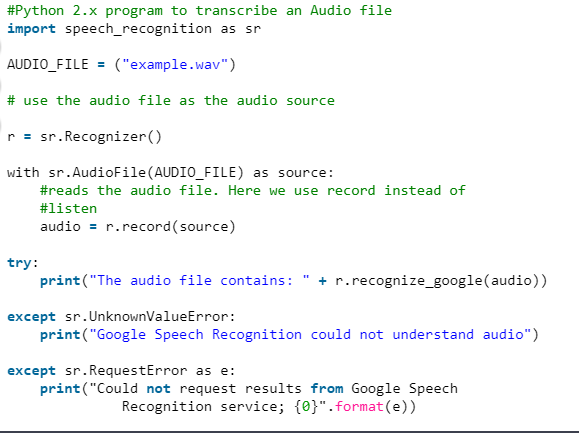 #Python 2.x program to transcribe an Audio file
import speech_recognition as sr
AUDIO_FILE = ("example.wav")
# use the audio file as the audio source
r = sr.Recognizer()
with sr.AudioFile(AUDIO_FILE) as source:
    #reads the audio file. Here we use record instead of
    #listen
    audio = r.record(source)
try:
    print("The audio file contains: " + r.recognize_google(audio))
except sr.UnknownValueError:
    print("Google Speech Recognition could not understand audio")
except sr.RequestError as e:
    print("Could not request results from Google Speech
              Recognition service; {0}".format(e))